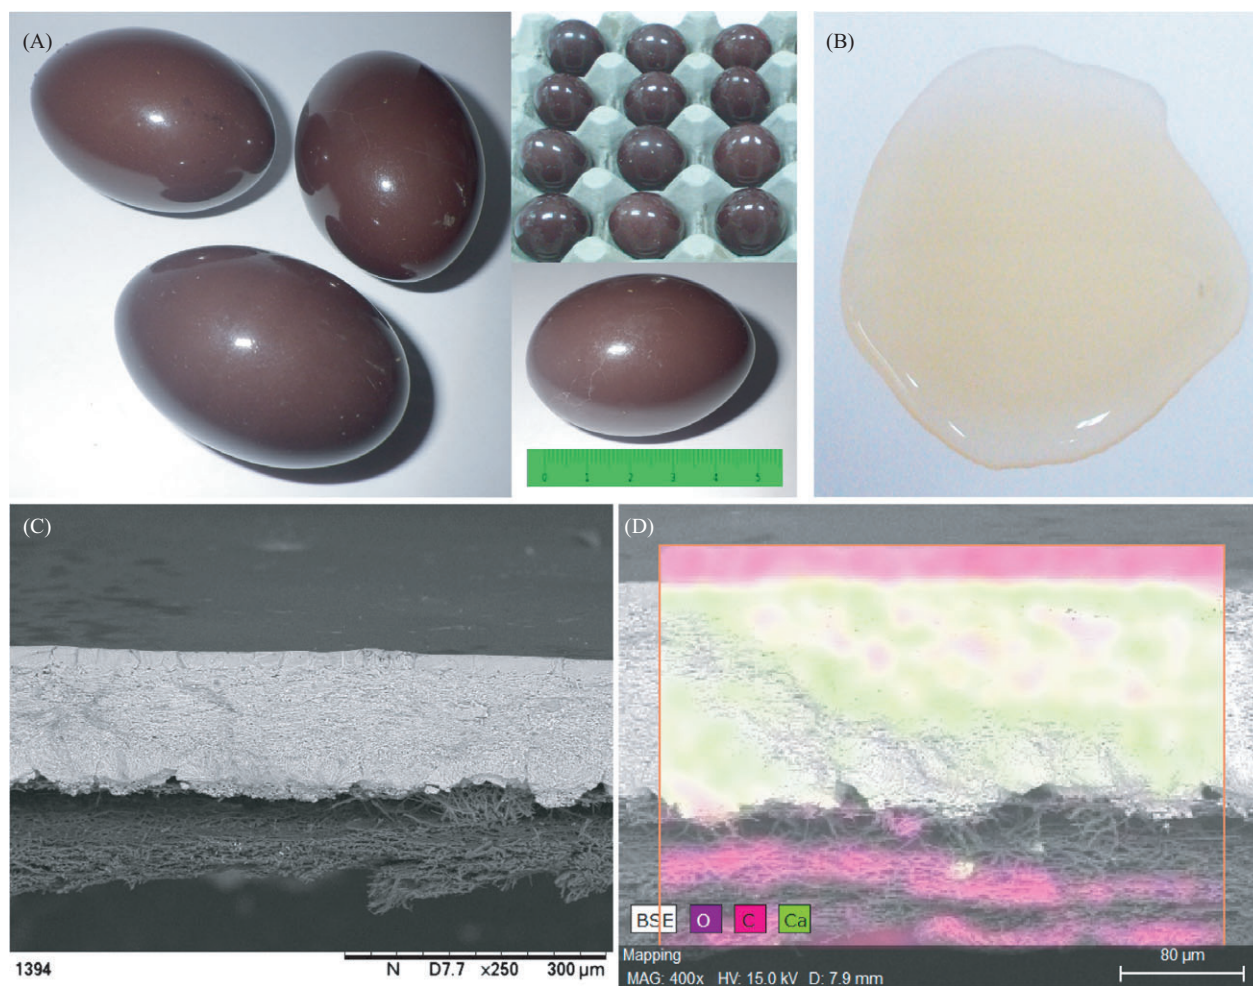 (A)
(B)
0 1 2 3 4 5
(C)
(D)
BSE O C Ca
1394 N D7.7 x250 300 µm
Mapping
80 µm
MAG: 400x HV: 15.0 kV D: 7.9 mm